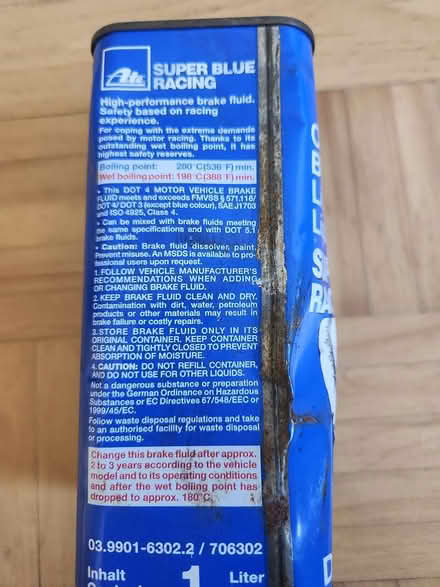 Ate
SUPER BLUE
RACING
High-performance brake fluid.
Safety based on racing
experience.
For coping with the extreme demands
posed by motor racing. Thanks to its
outstanding wet boiling point, it has
highest safety reserves.
Boiling point: 280°C(536°F) min.
Wet boiling point: 198°C(388°F) min.
• This DOT 4 MOTOR VEHICLE BRAKE
FLUID meets and exceeds FMVSS § 571.116/
DOT 4/ DOT 3 (except blue colour), SAE J1703
and ISO 4925, Class 4.
• Can be mixed with brake fluids meeting
the same specifications and with DOT 5.1
brake fluids.
• Caution: Brake fluid dissolves paint.
Prevent misuse. An MSDS is available to pro-
fessional users upon request.
1. FOLLOW VEHICLE MANUFACTURER'S
RECOMMENDATIONS WHEN ADDING
OR CHANGING BRAKE FLUID.
2. KEEP BRAKE FLUID CLEAN AND DRY.
Contamination with dirt, water, petroleum
products or other materials may result in
brake failure or costly repairs.
3. STORE BRAKE FLUID ONLY IN ITS
ORIGINAL CONTAINER. KEEP CONTAINER
CLEAN AND TIGHTLY CLOSED TO PREVENT
ABSORPTION OF MOISTURE.
4. CAUTION: DO NOT REFILL CONTAINER,
AND DO NOT USE FOR OTHER LIQUIDS.
Not a dangerous substance or preparation
under the German Ordinance on Hazardous
Substances or EC Directives 67/548/EEC or
1999/45/EC.
Follow waste disposal regulations and take
to an authorised facility for waste disposal
or processing.
Change this brake fluid after approx.
2 to 3 years according to the vehicle
model and to its operating conditions
and after the wet boiling point has
dropped to approx. 180°C.
03.9901-6302.2 / 706302
Inhalt 1 Liter